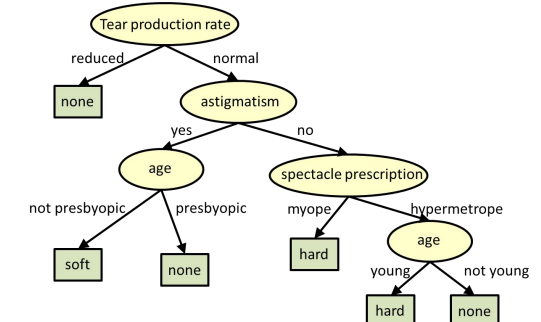 Tear production rate
reduced
normal
none
astigmatism
yes
no
age
spectacle prescription
not presbyopic
presbyopic
myope
hypermetrope
soft
none
hard
age
young
not young
hard
none